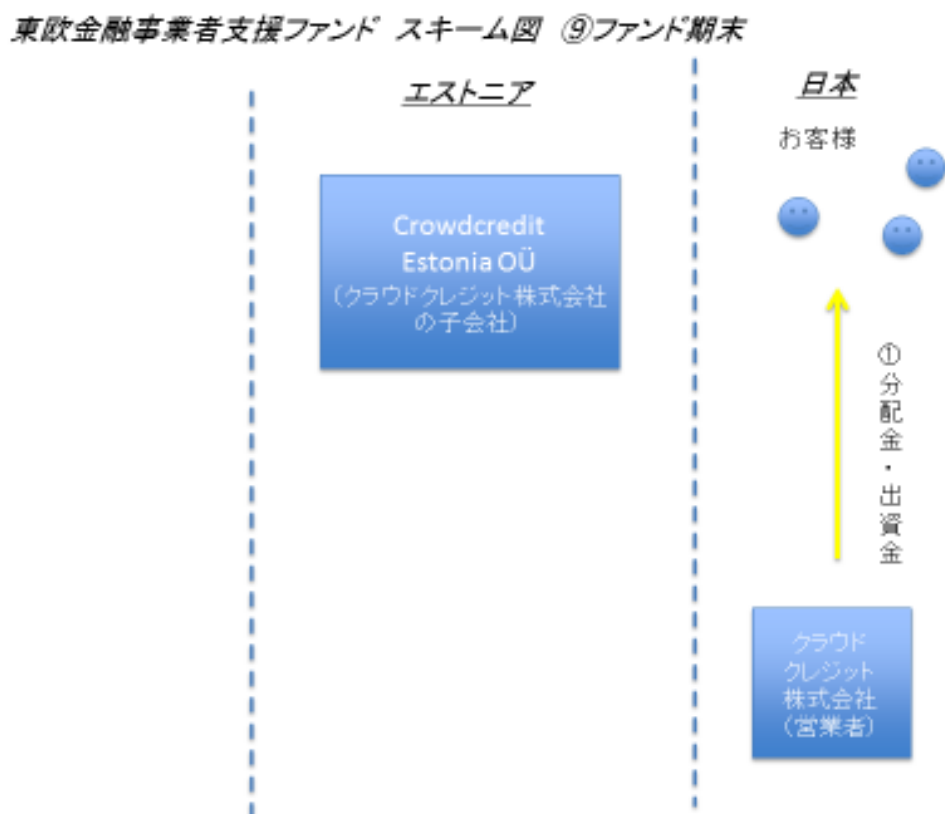 東欧金融事業者支援ファンド スキーム図 ⑨ファンド期末
エストニア
日本
お客様
Crowdcredit
Estonia OÜ
(クラウドクレジット株式会社
の子会社)
①分配金・出資金
クラウド
クレジット
株式会社
(営業者)